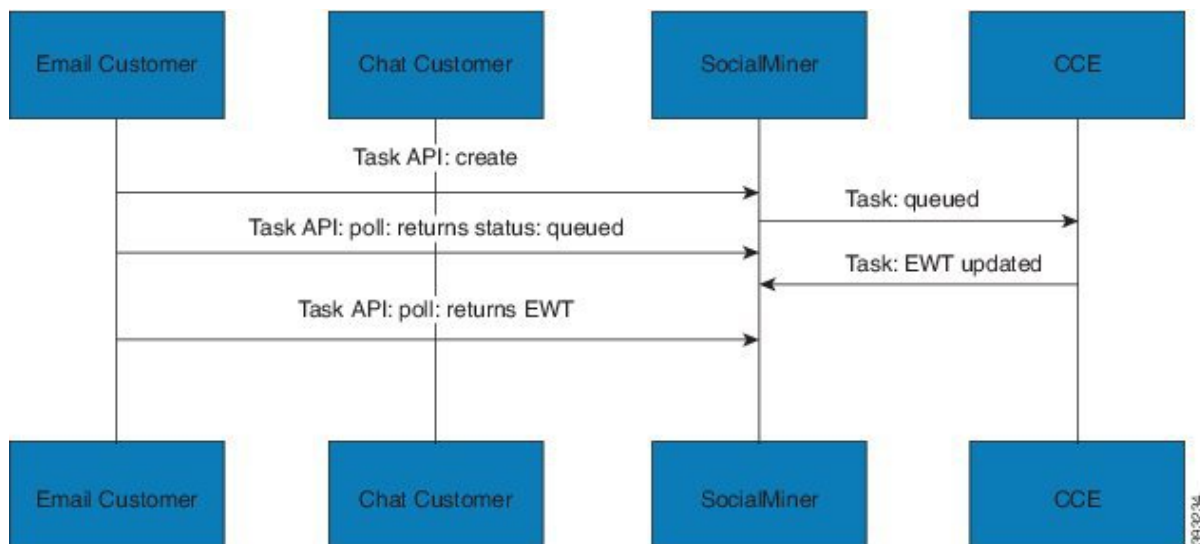 Email Customer
Chat Customer
SocialMiner
CCE
Task API: create
Task: queued
Task API: poll: returns status: queued
Task: EWT updated
Task API: poll: returns EWT
Email Customer
Chat Customer
SocialMiner
CCE
393234